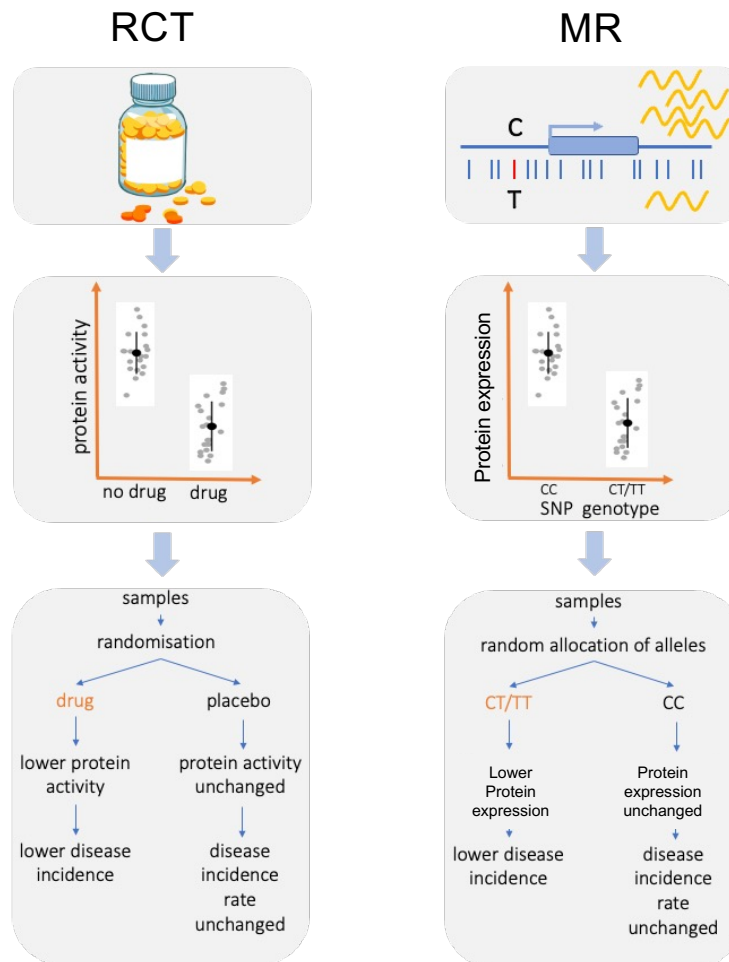 RCT
protein activity
no drug
drug
samples
randomisation
drug
placebo
lower protein
activity
protein activity
unchanged
lower disease
incidence
disease
incidence
rate
unchanged
MR
C
T
Protein expression
CC
CT/TT
SNP genotype
samples
random allocation of alleles
CT/TT
CC
Lower
Protein
expression
Protein
expression
unchanged
lower disease
incidence
disease
incidence
rate
unchanged